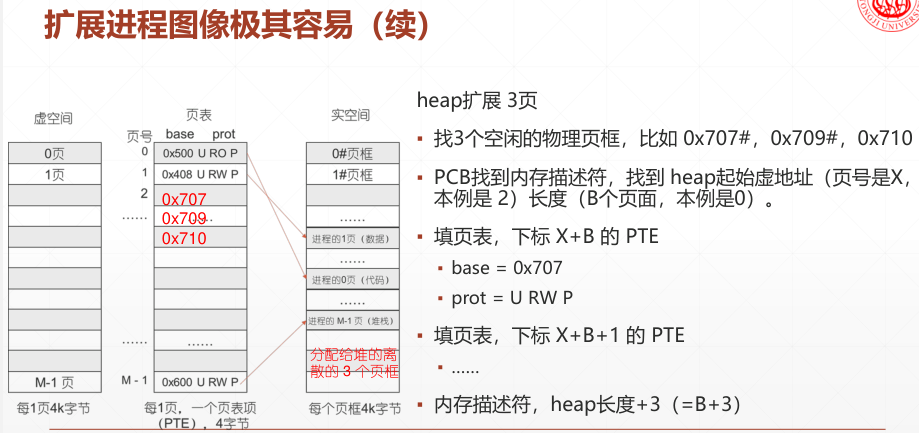 扩展进程图像极其容易（续）
虚空间
0页
1页
M-1 页
每1页4k字节
页表
页号
base prot
0
0x500 U RO P
1
0x408 U RW P
2
0x707
……
0x709
……
0x710
……
……
M - 1
0x600 U RW P
每1页，一个页表项
（PTE），4字节
实空间
0#页框
1#页框
……
进程的1页（数据）
……
进程的0页（代码）
……
进程的 M-1 页（堆栈）
分配给堆的离
散的 3 个页框
每个页框4k字节
heap扩展 3页
▪ 找3个空闲的物理页框，比如 0x707#，0x709#，0x710
▪ PCB找到内存描述符，找到 heap起始虚地址（页号是X，
本例是 2）长度（B个页面，本例是0）。
▪ 填页表，下标 X+B 的 PTE
▪ base = 0x707
▪ prot = U RW P
▪ 填页表，下标 X+B+1 的 PTE
▪ ……
▪ 内存描述符，heap长度+3（=B+3）